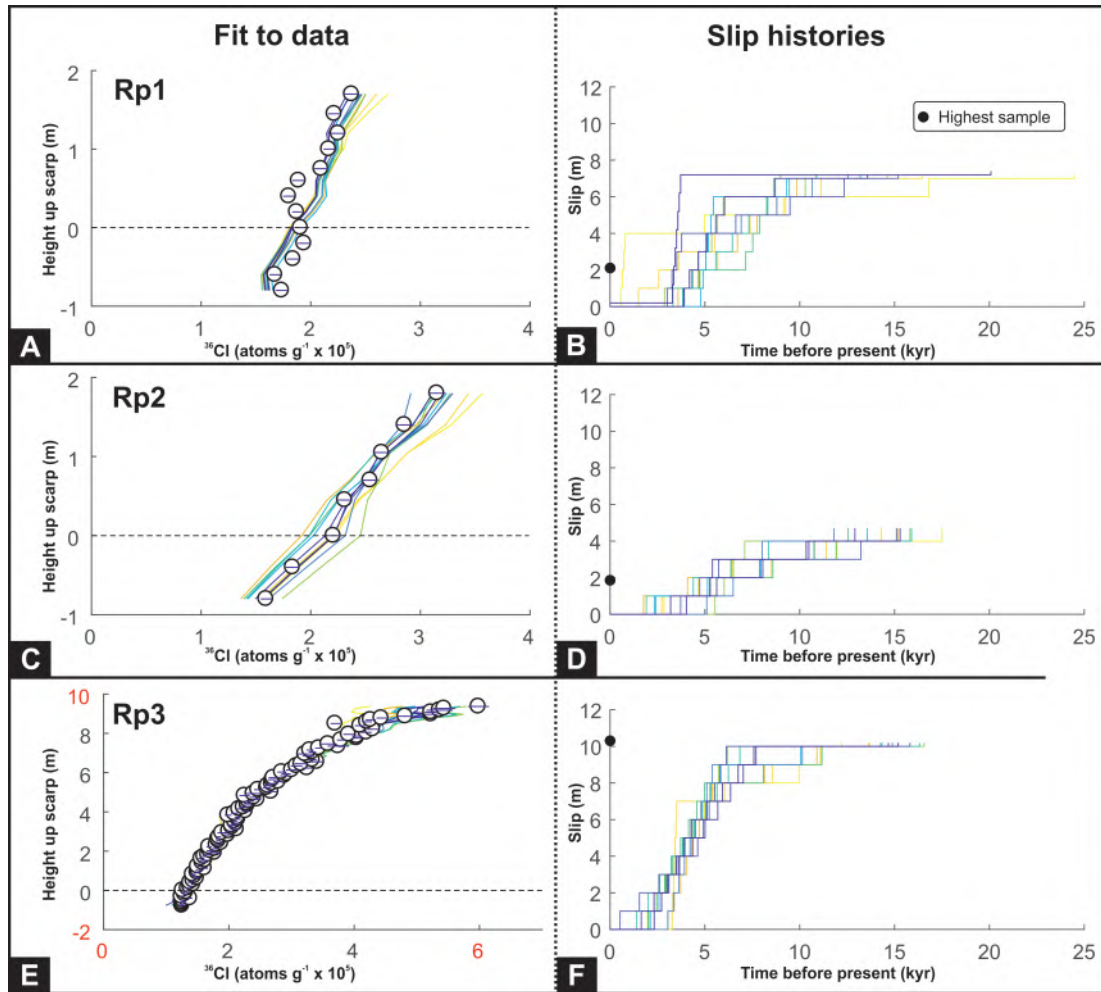 Fit to data
Slip histories
Rp1
2
1
0
-1
Height up scarp (m)
0 1 2 3 4
³⁶Cl (atoms g⁻¹ x 10⁵)
A
12
10
8
6
4
2
0
Slip (m)
Highest sample
0 5 10 15 20 25
Time before present (kyr)
B
Rp2
2
1
0
-1
Height up scarp (m)
0 1 2 3 4
³⁶Cl (atoms g⁻¹ x 10⁵)
C
12
10
8
6
4
2
0
Slip (m)
0 5 10 15 20 25
Time before present (kyr)
D
Rp3
10
8
6
4
2
0
-2
Height up scarp (m)
0 2 4 6
³⁶Cl (atoms g⁻¹ x 10⁵)
E
12
10
8
6
4
2
0
Slip (m)
0 5 10 15 20 25
Time before present (kyr)
F